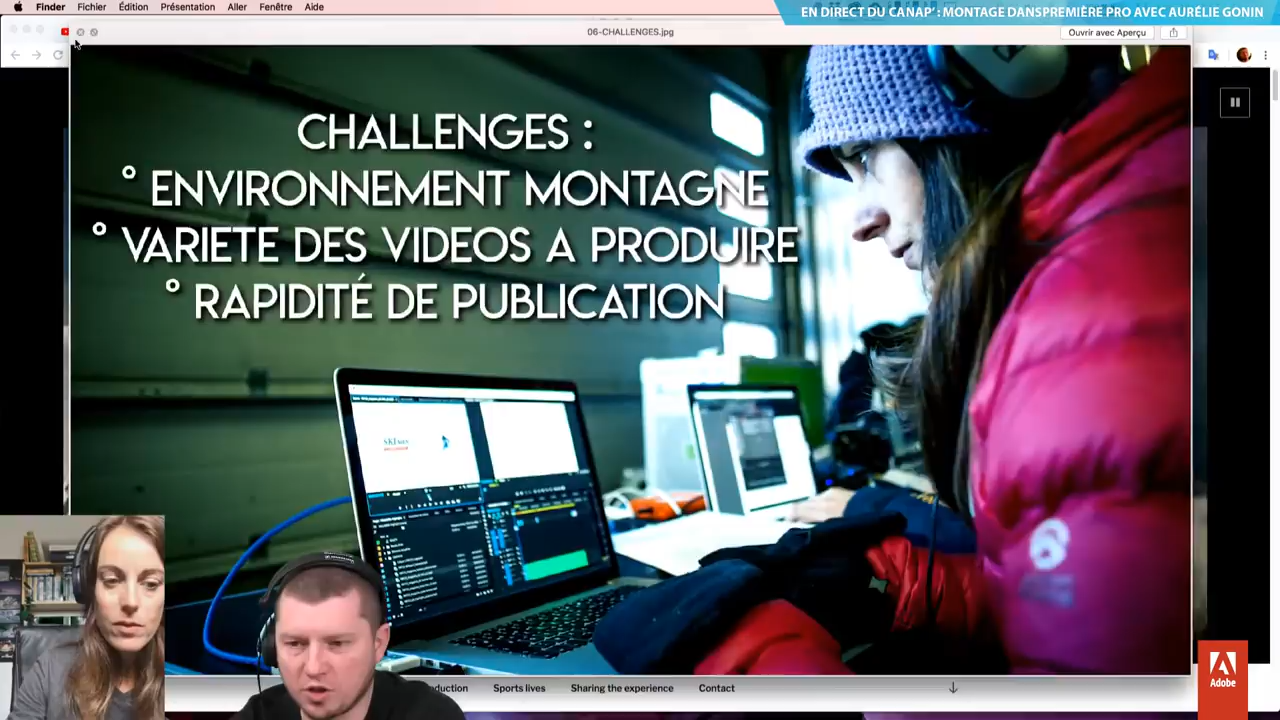 Finder Fichier Édition Présentation Aller Fenêtre Aide
EN DIRECT DU CANAP' : MONTAGE DANSPREMIÈRE PRO AVEC AURÉLIE GONIN
06-CHALLENGES.jpg
Ouvrir avec Aperçu
CHALLENGES :
° ENVIRONNEMENT MONTAGNE
° VARIETE DES VIDEOS A PRODUIRE
° RAPIDITÉ DE PUBLICATION
Sports lives Sharing the experience Contact
Adobe